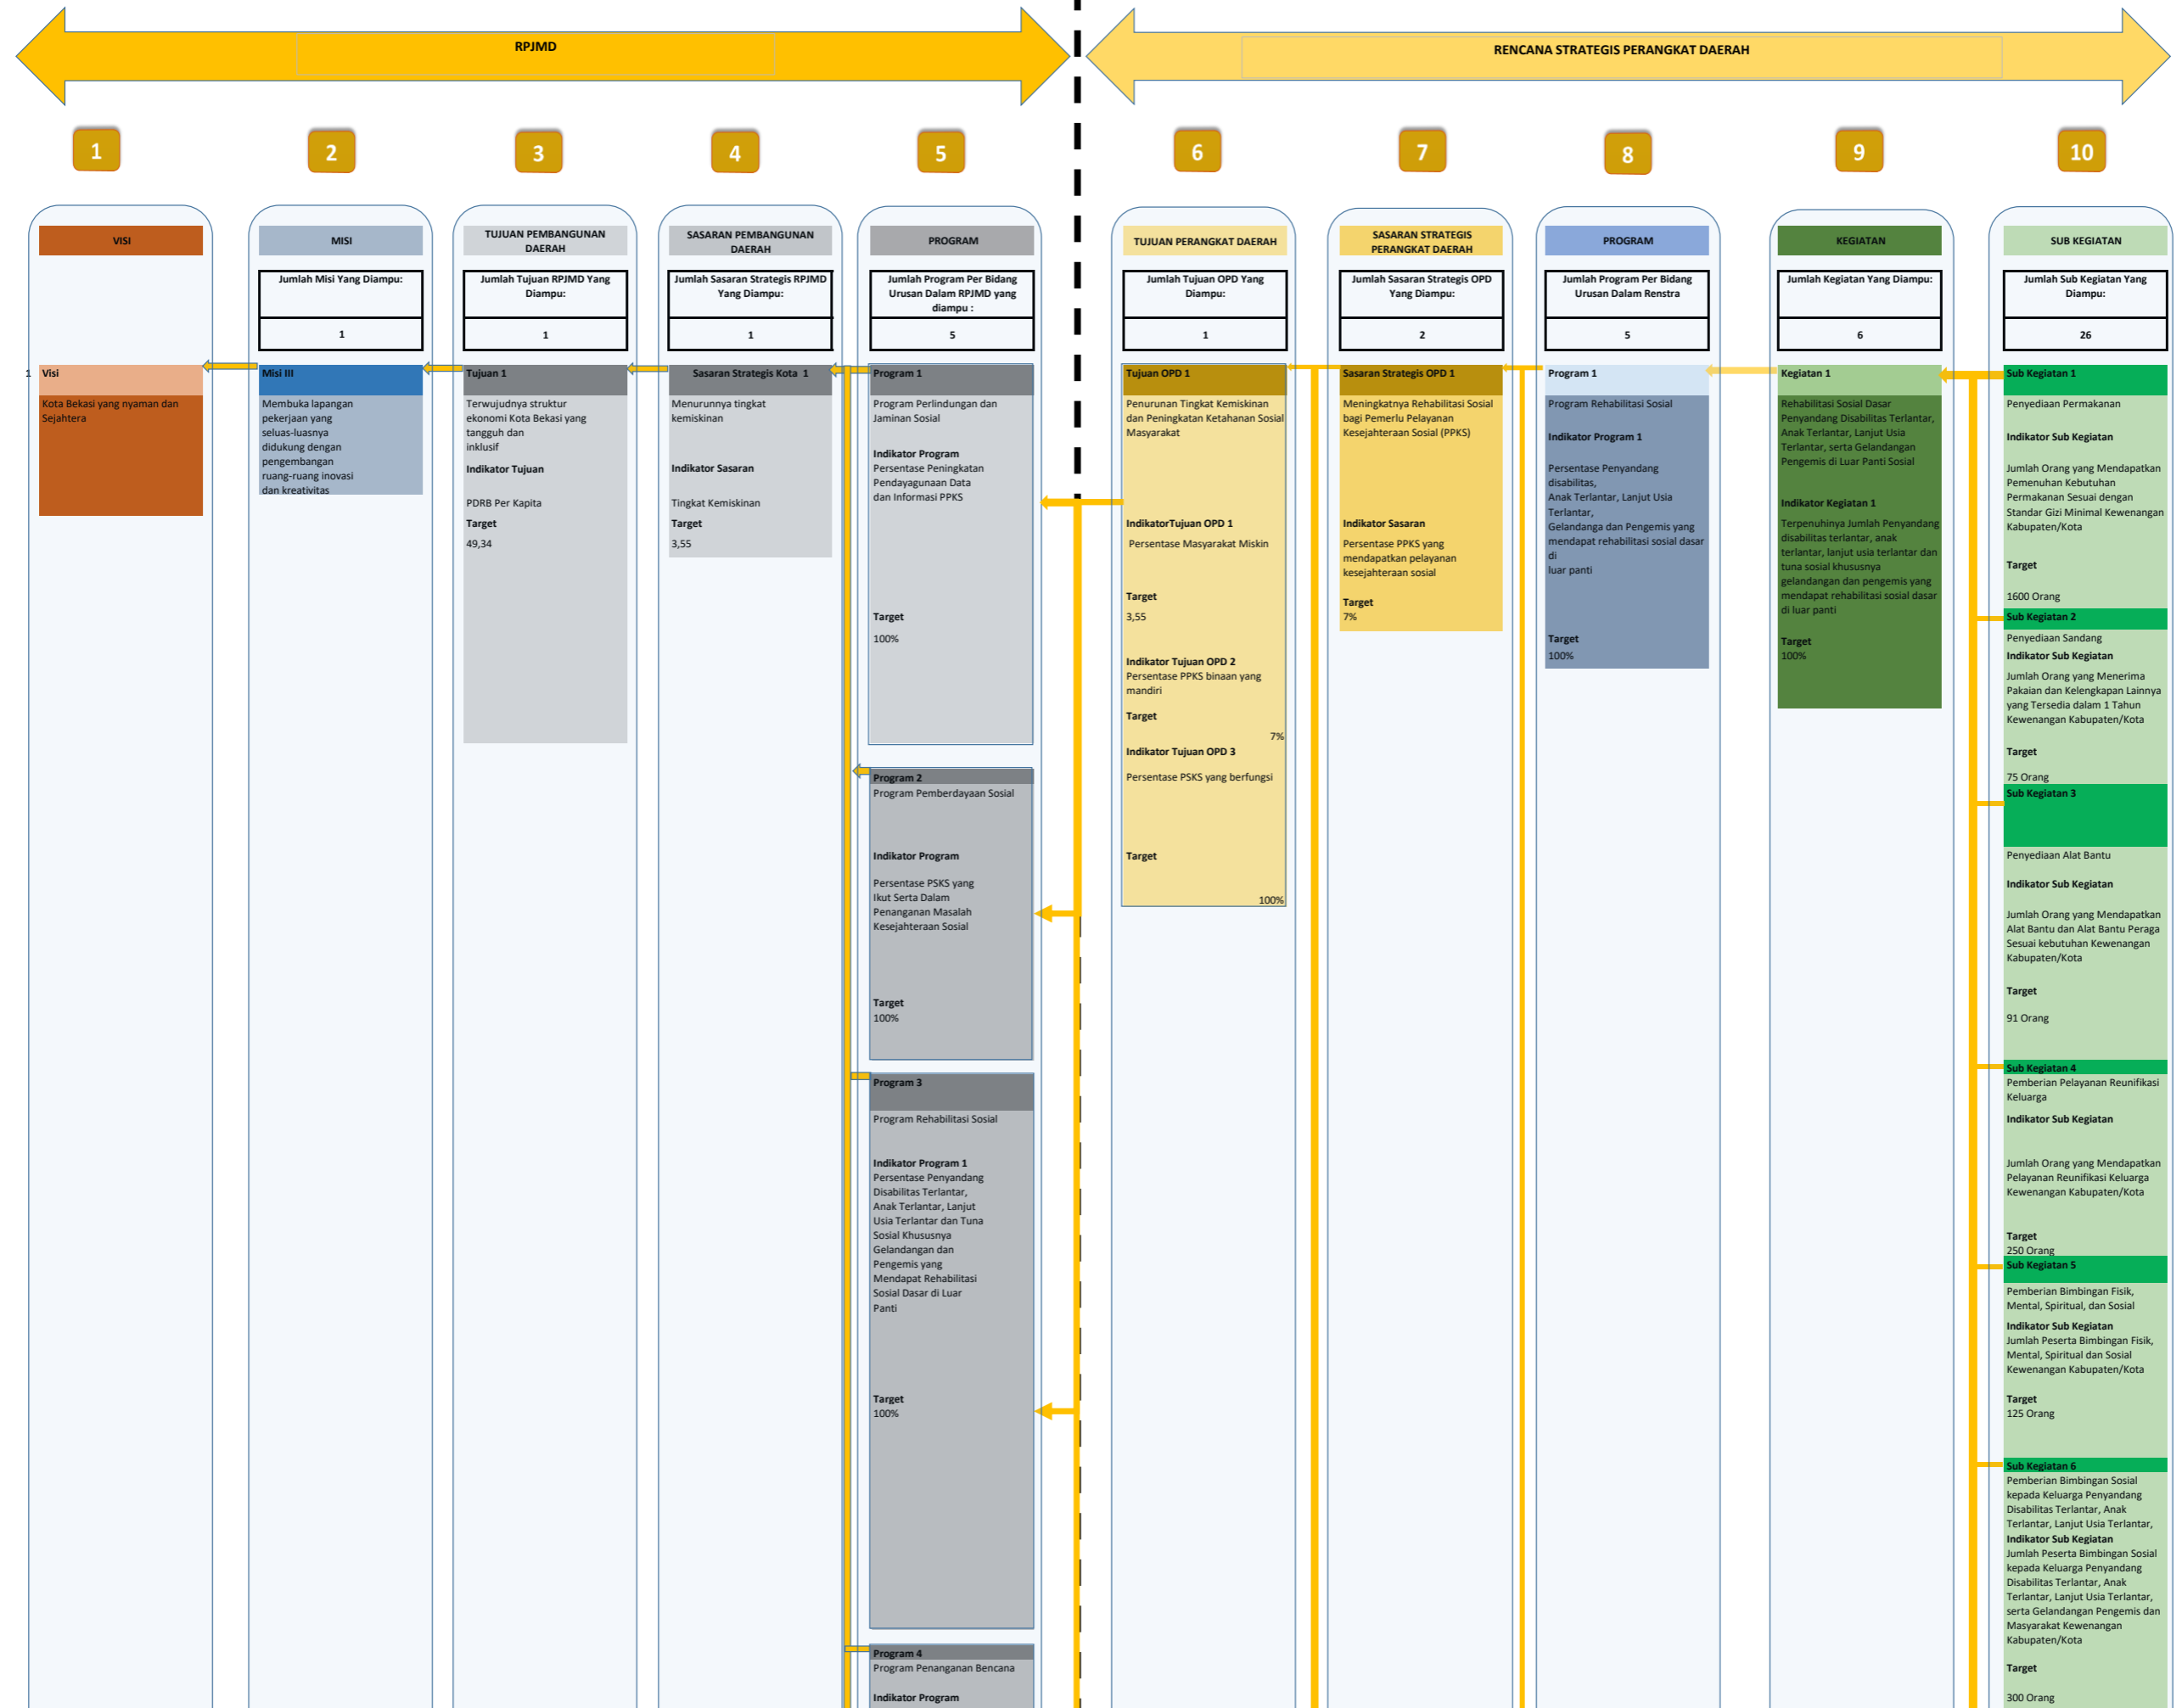 RPJMD
RENCANA STRATEGIS PERANGKAT DAERAH
1
2
3
4
5
6
7
8
9
10
VISI
1
Visi
Kota Bekasi yang nyaman dan
Sejahtera
MISI
Jumlah Misi Yang Diampu:
1
Misi III
Membuka lapangan
pekerjaan yang
seluas-luasnya
didukung dengan
pengembangan
ruang-ruang inovasi
dan kreativitas
TUJUAN PEMBANGUNAN
DAERAH
Jumlah Tujuan RPJMD Yang
Diampu:
1
Tujuan 1
Terwujudnya struktur
ekonomi Kota Bekasi yang
tangguh dan
inklusif
Indikator Tujuan
PDRB Per Kapita
Target
49,34
SASARAN PEMBANGUNAN
DAERAH
Jumlah Sasaran Strategis RPJMD
Yang Diampu:
1
Sasaran Strategis Kota 1
Menurunnya tingkat
kemiskinan
Indikator Sasaran
Tingkat Kemiskinan
Target
3,55
PROGRAM
Jumlah Program Per Bidang
Urusan Dalam RPJMD yang
diampu :
5
Program 1
Program Perlindungan dan
Jaminan Sosial
Indikator Program
Persentase Peningkatan
Pendayagunaan Data
dan Informasi PPKS
Target
100%
Program 2
Program Pemberdayaan Sosial
Indikator Program
Persentase PSKS yang
Ikut Serta Dalam
Penanganan Masalah
Kesejahteraan Sosial
Target
100%
Program 3
Program Rehabilitasi Sosial
Indikator Program 1
Persentase Penyandang
Disabilitas Terlantar,
Anak Terlantar, Lanjut
Usia Terlantar dan Tuna
Sosial Khususnya
Gelandangan dan
Pengemis yang
Mendapat Rehabilitasi
Sosial Dasar di Luar
Panti
Target
100%
Program 4
Program Penanganan Bencana
Indikator Program
TUJUAN PERANGKAT DAERAH
Jumlah Tujuan OPD Yang
Diampu:
1
Tujuan OPD 1
Penurunan Tingkat Kemiskinan
dan Peningkatan Ketahanan Sosial
Masyarakat
IndikatorTujuan OPD 1
Persentase Masyarakat Miskin
Target
3,55
Indikator Tujuan OPD 2
Persentase PPKS binaan yang
mandiri
Target
7%
Indikator Tujuan OPD 3
Persentase PSKS yang berfungsi
Target
100%
SASARAN STRATEGIS
PERANGKAT DAERAH
Jumlah Sasaran Strategis OPD
Yang Diampu:
2
Sasaran Strategis OPD 1
Meningkatnya Rehabilitasi Sosial
bagi Pemerlu Pelayanan
Kesejahteraan Sosial (PPKS)
Indikator Sasaran
Persentase PPKS yang
mendapatkan pelayanan
kesejahteraan sosial
Target
7%
PROGRAM
Jumlah Program Per Bidang
Urusan Dalam Renstra
5
Program 1
Program Rehabilitasi Sosial
Indikator Program 1
Persentase Penyandang
disabilitas,
Anak Terlantar, Lanjut Usia
Terlantar,
Gelandanga dan Pengemis yang
mendapat rehabilitasi sosial dasar
di
luar panti
Target
100%
KEGIATAN
Jumlah Kegiatan Yang Diampu:
6
Kegiatan 1
Rehabilitasi Sosial Dasar
Penyandang Disabilitas Terlantar,
Anak Terlantar, Lanjut Usia
Terlantar, serta Gelandangan
Pengemis di Luar Panti Sosial
Indikator Kegiatan 1
Terpenuhinya Jumlah Penyandang
disabilitas terlantar, anak
terlantar, lanjut usia terlantar dan
tuna sosial khususnya
gelandangan dan pengemis yang
mendapat rehabilitasi sosial dasar
di luar panti
Target
100%
SUB KEGIATAN
Jumlah Sub Kegiatan Yang
Diampu:
26
Sub Kegiatan 1
Penyediaan Permakanan
Indikator Sub Kegiatan
Jumlah Orang yang Mendapatkan
Pemenuhan Kebutuhan
Permakanan Sesuai dengan
Standar Gizi Minimal Kewenangan
Kabupaten/Kota
Target
1600 Orang
Sub Kegiatan 2
Penyediaan Sandang
Indikator Sub Kegiatan
Jumlah Orang yang Menerima
Pakaian dan Kelengkapan Lainnya
yang Tersedia dalam 1 Tahun
Kewenangan Kabupaten/Kota
Target
75 Orang
Sub Kegiatan 3
Penyediaan Alat Bantu
Indikator Sub Kegiatan
Jumlah Orang yang Mendapatkan
Alat Bantu dan Alat Bantu Peraga
Sesuai kebutuhan Kewenangan
Kabupaten/Kota
Target
91 Orang
Sub Kegiatan 4
Pemberian Pelayanan Reunifikasi
Keluarga
Indikator Sub Kegiatan
Jumlah Orang yang Mendapatkan
Pelayanan Reunifikasi Keluarga
Kewenangan Kabupaten/Kota
Target
250 Orang
Sub Kegiatan 5
Pemberian Bimbingan Fisik,
Mental, Spiritual, dan Sosial
Indikator Sub Kegiatan
Jumlah Peserta Bimbingan Fisik,
Mental, Spiritual dan Sosial
Kewenangan Kabupaten/Kota
Target
125 Orang
Sub Kegiatan 6
Pemberian Bimbingan Sosial
kepada Keluarga Penyandang
Disabilitas Terlantar, Anak
Terlantar, Lanjut Usia Terlantar,
Indikator Sub Kegiatan
Jumlah Peserta Bimbingan Sosial
kepada Keluarga Penyandang
Disabilitas Terlantar, Anak
Terlantar, Lanjut Usia Terlantar,
serta Gelandangan Pengemis dan
Masyarakat Kewenangan
Kabupaten/Kota
Target
300 Orang